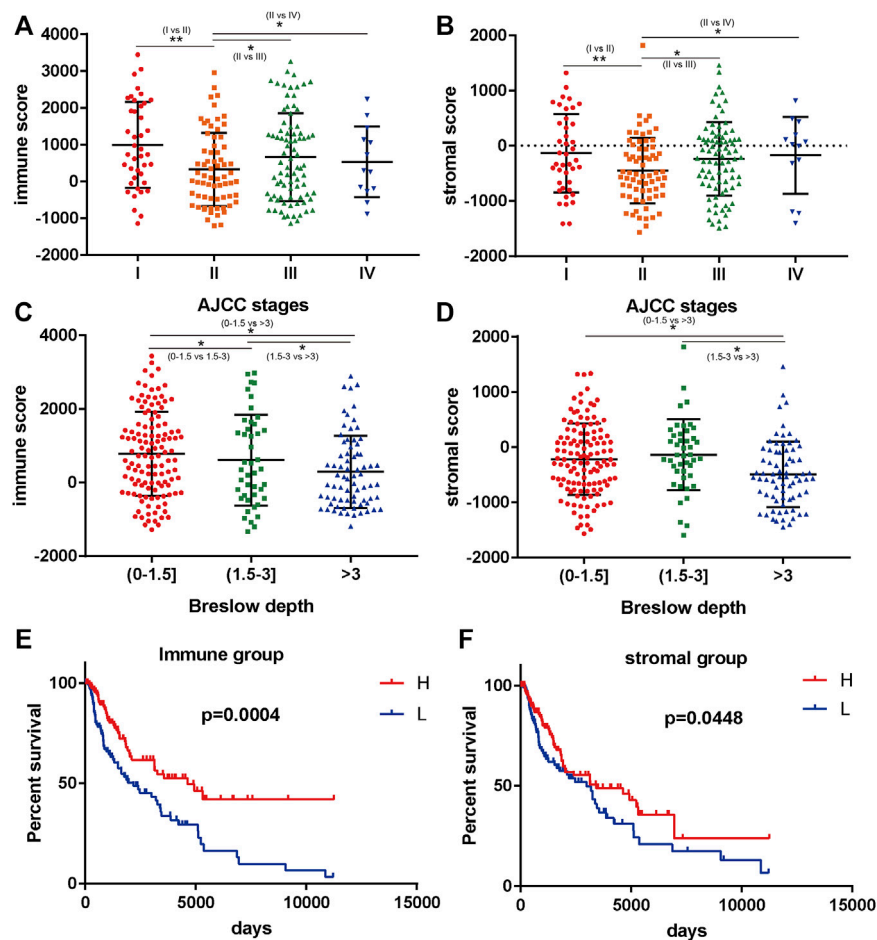 A
(II vs IV)
*
(I vs II)
**
*
(II vs III)
immune score
4000
3000
2000
1000
0
-1000
-2000
I II III IV
AJCC stages
B
(II vs IV)
*
(I vs II)
**
*
(II vs III)
stromal score
2000
1000
0
-1000
-2000
I II III IV
AJCC stages
C
(0-1.5 vs >3)
*
*
*
(0-1.5 vs 1.5-3) (1.5-3 vs >3)
immune score
4000
2000
0
-2000
(0-1.5] (1.5-3] >3
Breslow depth
D
(0-1.5 vs >3)
*
*
(1.5-3 vs >3)
stromal score
2000
1000
0
-1000
-2000
(0-1.5] (1.5-3] >3
Breslow depth
E
Immune group
H
L
p=0.0004
Percent survival
100
50
0
0 5000 10000 15000
days
F
stromal group
H
L
p=0.0448
Percent survival
100
50
0
0 5000 10000 15000
days